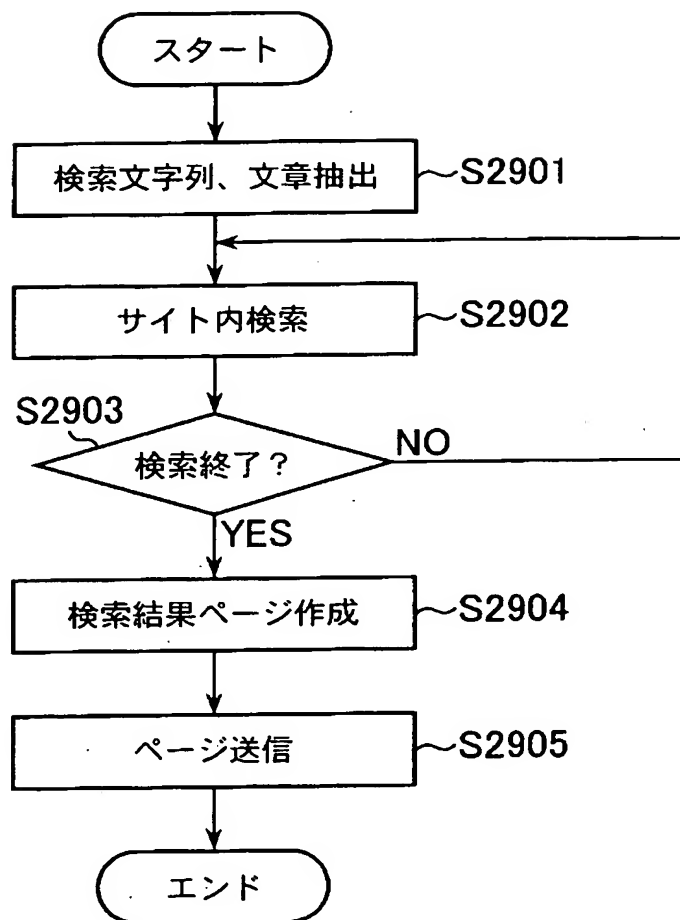 スタート
検索文字列、文章抽出
S2901
サイト内検索
S2902
S2903
検索終了?
NO
YES
検索結果ページ作成
S2904
ページ送信
S2905
エンド